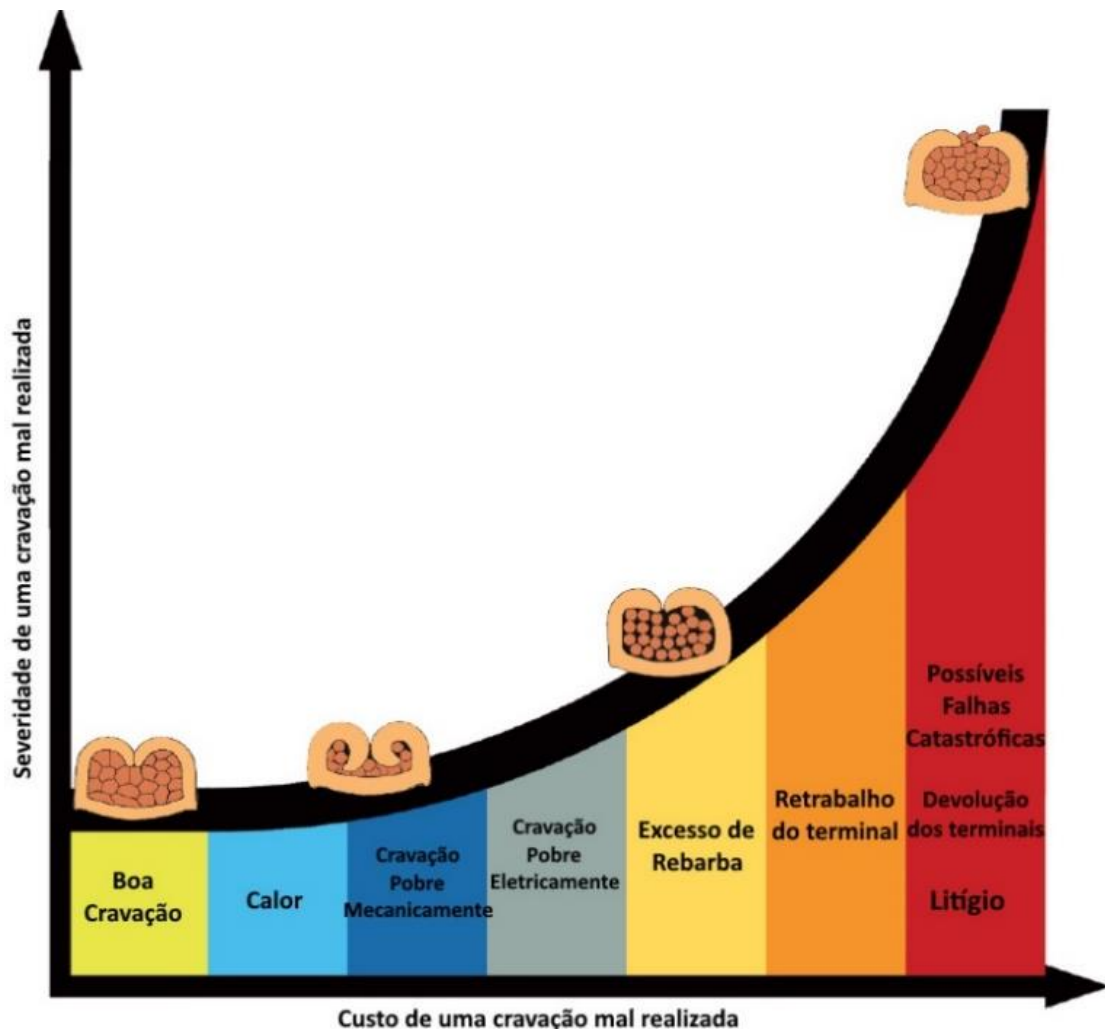 Severidade de uma cravação mal realizada
Boa
Cravação
Calor
Cravação
Pobre
Mecanicamente
Cravação
Pobre
Eletricamente
Excesso de
Rebarba
Retrabalho
do terminal
Possíveis
Falhas
Catastróficas
Devolução
dos terminais
Litígio
Custo de uma cravação mal realizada